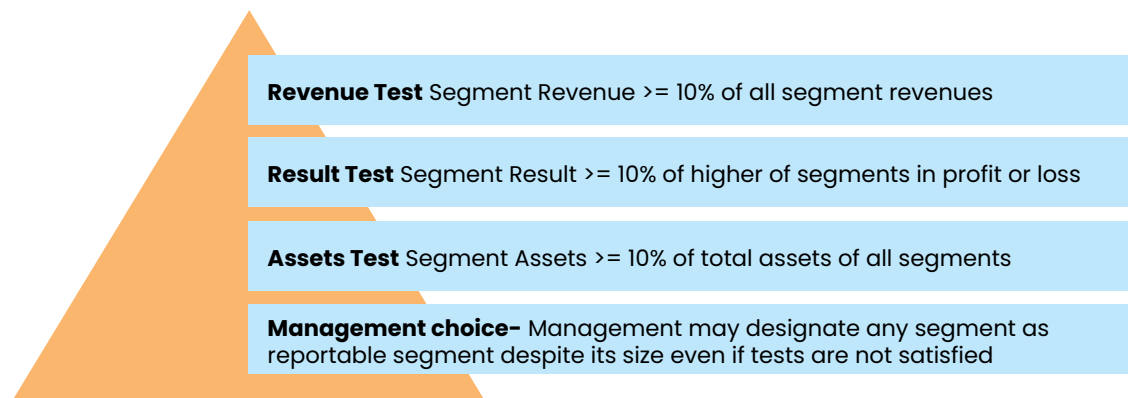 Revenue Test Segment Revenue >= 10% of all segment revenues
Result Test Segment Result >= 10% of higher of segments in profit or loss
Assets Test Segment Assets >= 10% of total assets of all segments
Management choice- Management may designate any segment as
reportable segment despite its size even if tests are not satisfied